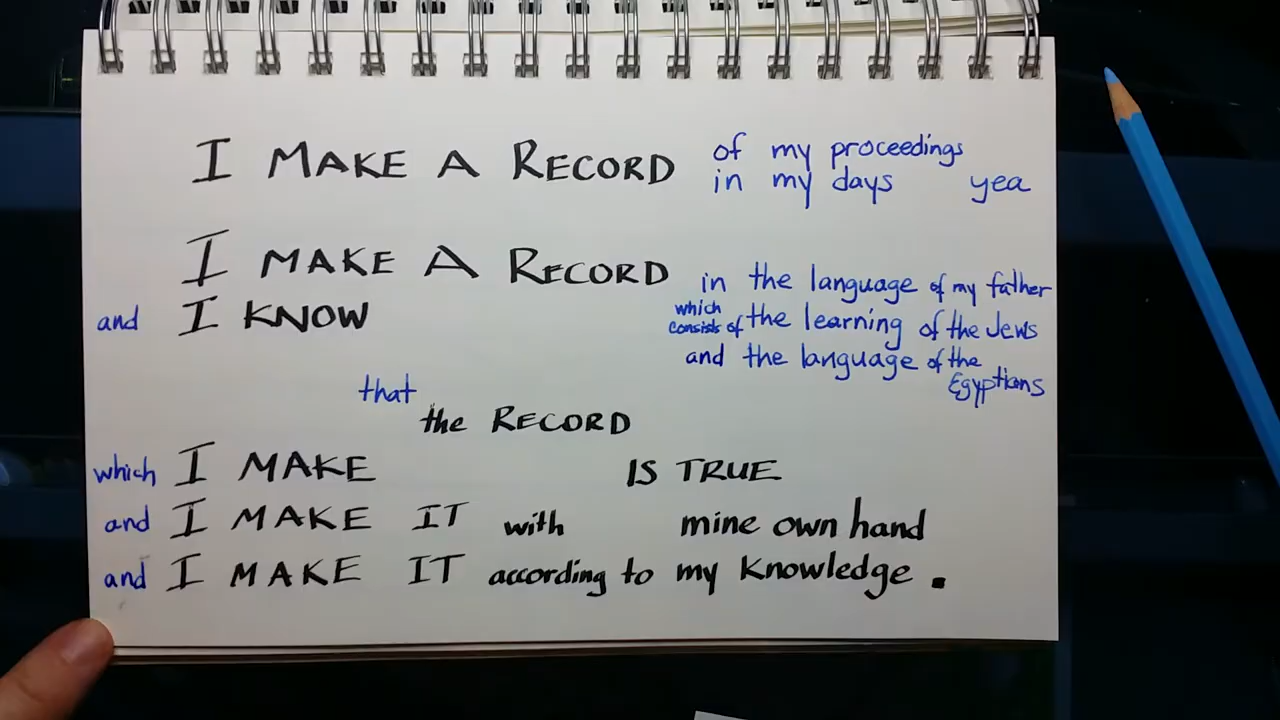 I MAKE A RECORD of my proceedings
in my days yea
I MAKE A RECORD in the language of my father
and I KNOW which consists of the learning of the Jews
and the language of the
Egyptians
that
the RECORD
which I MAKE IS TRUE
and I MAKE IT with mine own hand
and I MAKE IT according to my knowledge.